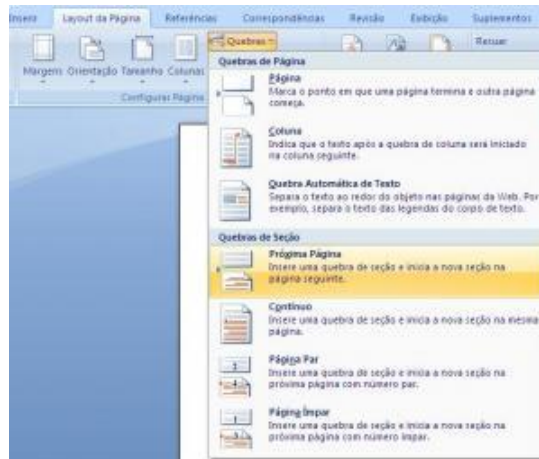 Inserir Layout da Página Referências Correspondências Revisão Exibição Suplementos
Quebras Recuar
Margens Orientação Tamanho Colunas
Configurar Página
Quebras de Página
Página
Marca o ponto em que uma página termina e outra página
começa.
Coluna
Indica que o texto após a quebra de coluna será iniciado
na coluna seguinte.
Quebra Automática de Texto
Separa o texto ao redor do objeto nas páginas da Web. Por
exemplo, separa o texto das legendas do corpo de texto.
Quebras de Seção
Próxima Página
Insere uma quebra de seção e inicia a nova seção na
página seguinte.
Contínuo
Insere uma quebra de seção e inicia a nova seção na mesma
página.
Página Par
Insere uma quebra de seção e inicia a nova seção na
próxima página com número par.
Página Ímpar
Insere uma quebra de seção e inicia a nova seção na
próxima página com número ímpar.